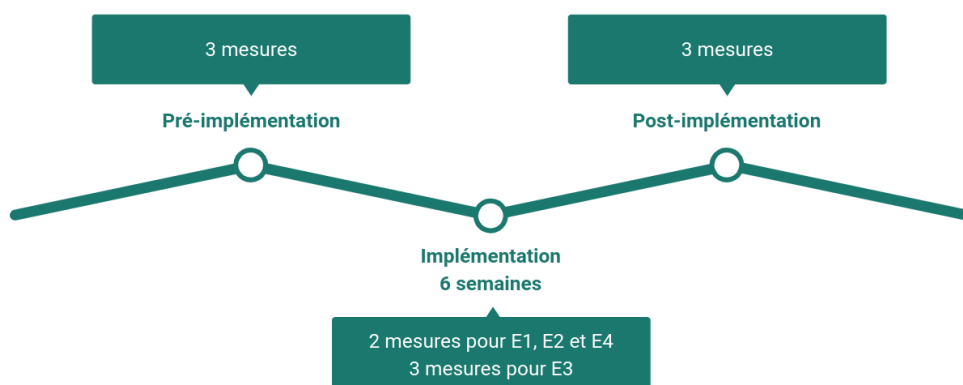 3 mesures
3 mesures
Pré-implémentation
Post-implémentation
Implémentation
6 semaines
2 mesures pour E1, E2 et E4
3 mesures pour E3